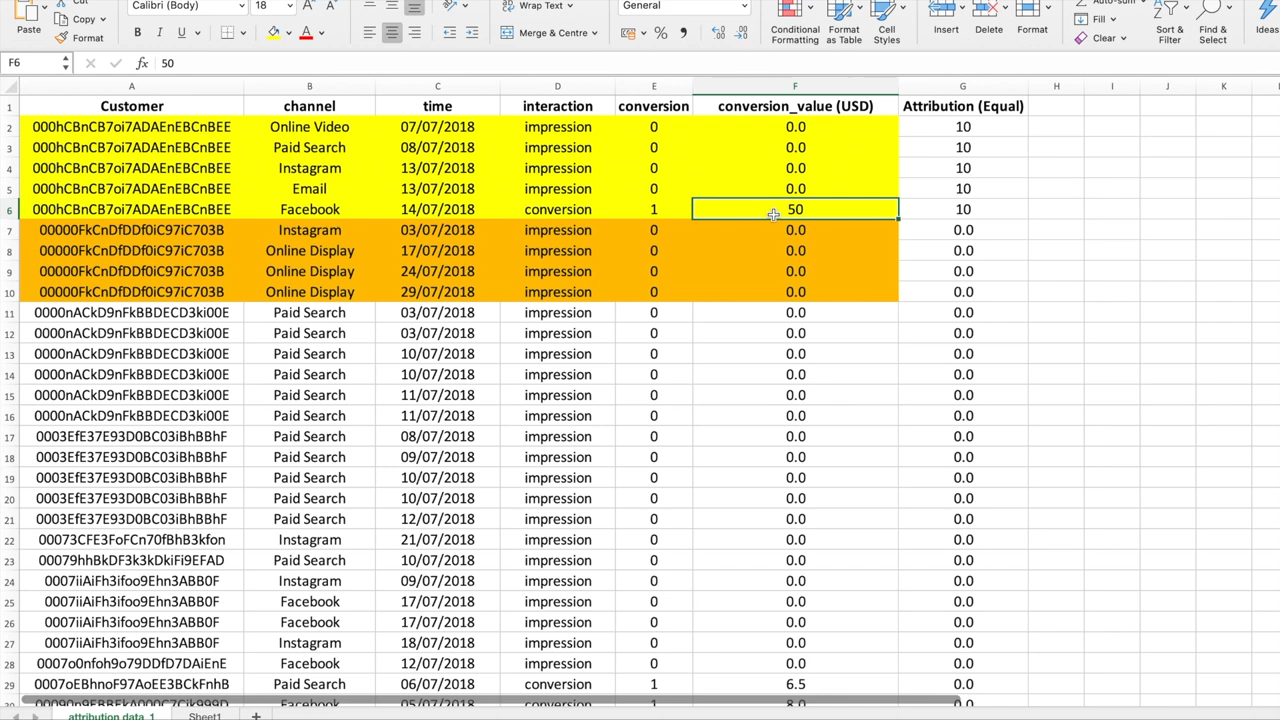 Cut Calibri (Body) 18 A A Wrap Text General Auto-sum
Paste Copy Format B I U A Merge & Centre % Conditional Formatting Format as Table Cell Styles Insert Delete Format Fill Clear Sort & Filter Find & Select Ideas
F6 fx 50
A B C D E F G H I J K
1 Customer channel time interaction conversion conversion_value (USD) Attribution (Equal)
2 000hCBnCB7oi7ADAEnEBCnBEE Online Video 07/07/2018 impression 0 0.0 10
3 000hCBnCB7oi7ADAEnEBCnBEE Paid Search 08/07/2018 impression 0 0.0 10
4 000hCBnCB7oi7ADAEnEBCnBEE Instagram 13/07/2018 impression 0 0.0 10
5 000hCBnCB7oi7ADAEnEBCnBEE Email 13/07/2018 impression 0 0.0 10
6 000hCBnCB7oi7ADAEnEBCnBEE Facebook 14/07/2018 conversion 1 50 10
7 00000FkCnDfDDf0iC97iC703B Instagram 03/07/2018 impression 0 0.0 0.0
8 00000FkCnDfDDf0iC97iC703B Online Display 17/07/2018 impression 0 0.0 0.0
9 00000FkCnDfDDf0iC97iC703B Online Display 24/07/2018 impression 0 0.0 0.0
10 00000FkCnDfDDf0iC97iC703B Online Display 29/07/2018 impression 0 0.0 0.0
11 0000nACkD9nFkBBDECD3ki00E Paid Search 03/07/2018 impression 0 0.0 0.0
12 0000nACkD9nFkBBDECD3ki00E Paid Search 03/07/2018 impression 0 0.0 0.0
13 0000nACkD9nFkBBDECD3ki00E Paid Search 10/07/2018 impression 0 0.0 0.0
14 0000nACkD9nFkBBDECD3ki00E Paid Search 10/07/2018 impression 0 0.0 0.0
15 0000nACkD9nFkBBDECD3ki00E Paid Search 11/07/2018 impression 0 0.0 0.0
16 0000nACkD9nFkBBDECD3ki00E Paid Search 11/07/2018 impression 0 0.0 0.0
17 0003EfE37E93D0BC03iBhBBhF Paid Search 08/07/2018 impression 0 0.0 0.0
18 0003EfE37E93D0BC03iBhBBhF Paid Search 09/07/2018 impression 0 0.0 0.0
19 0003EfE37E93D0BC03iBhBBhF Paid Search 10/07/2018 impression 0 0.0 0.0
20 0003EfE37E93D0BC03iBhBBhF Paid Search 10/07/2018 impression 0 0.0 0.0
21 0003EfE37E93D0BC03iBhBBhF Paid Search 12/07/2018 impression 0 0.0 0.0
22 00073CFE3FoFCn70fBhB3kfon Instagram 21/07/2018 impression 0 0.0 0.0
23 00079hhBkDF3k3kDkiFi9EFAD Paid Search 10/07/2018 impression 0 0.0 0.0
24 0007iiAiFh3ifoo9Ehn3ABB0F Instagram 09/07/2018 impression 0 0.0 0.0
25 0007iiAiFh3ifoo9Ehn3ABB0F Facebook 17/07/2018 impression 0 0.0 0.0
26 0007iiAiFh3ifoo9Ehn3ABB0F Facebook 17/07/2018 impression 0 0.0 0.0
27 0007iiAiFh3ifoo9Ehn3ABB0F Instagram 18/07/2018 impression 0 0.0 0.0
28 0007o0nfoh9o79DDfD7DAiEnE Facebook 12/07/2018 impression 0 0.0 0.0
29 0007oEBhnoF97AoEE3BCkFnhB Paid Search 06/07/2018 conversion 1 6.5 0.0
attribution data 1 Sheet1